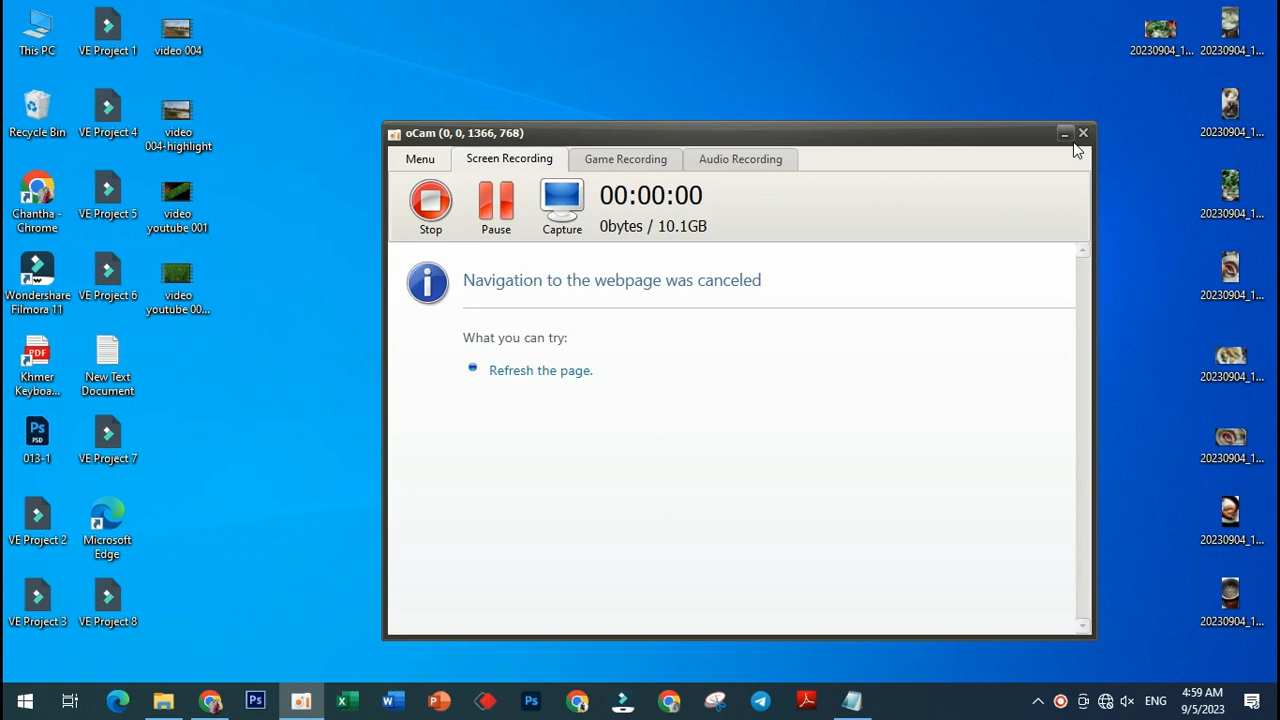 This PC
VE Project 1
video 004
Recycle Bin
VE Project 4
video
004-highlight
Chantha -
Chrome
VE Project 5
video
youtube 001
Wondershare
Filmora 11
VE Project 6
video
youtube 00...
Khmer
Keyboa...
New Text
Document
013-1
VE Project 7
VE Project 2
Microsoft
Edge
VE Project 3
VE Project 8
oCam (0, 0, 1366, 768)
Menu
Screen Recording
Game Recording
Audio Recording
Stop
Pause
Capture
00:00:00
0bytes / 10.1GB
Navigation to the webpage was canceled
What you can try:
Refresh the page.
20230904_1...
20230904_1...
20230904_1...
20230904_1...
20230904_1...
20230904_1...
20230904_1...
20230904_1...
20230904_1...
ENG
4:59 AM
9/5/2023